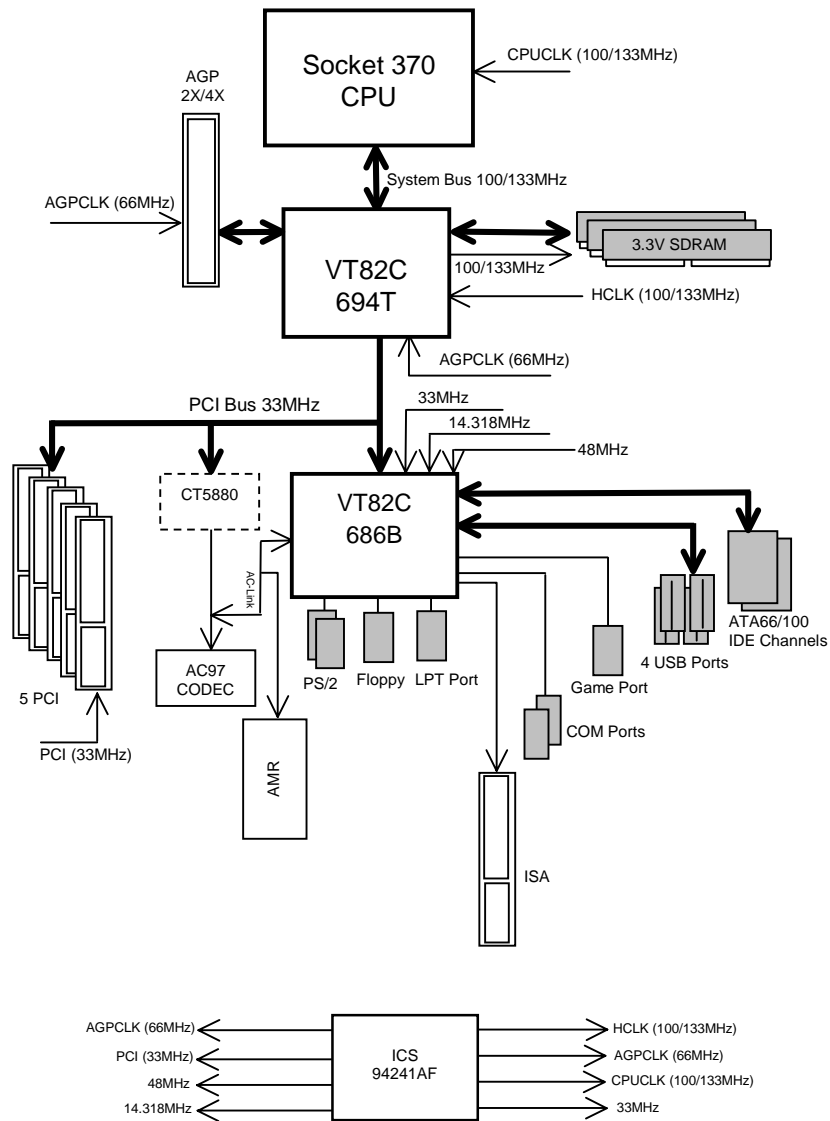 Socket 370
CPU
CPUCLK (100/133MHz)
AGP
2X/4X
System Bus 100/133MHz
AGPCLK (66MHz)
VT82C
694T
3.3V SDRAM
100/133MHz
HCLK (100/133MHz)
AGPCLK (66MHz)
PCI Bus 33MHz
33MHz
14.318MHz
48MHz
CT5880
VT82C
686B
AC-Link
ATA66/100
IDE Channels
4 USB Ports
AC97
CODEC
PS/2
Floppy
LPT Port
Game Port
5 PCI
COM Ports
PCI (33MHz)
AMR
ISA
AGPCLK (66MHz)
PCI (33MHz)
48MHz
14.318MHz
ICS
94241AF
HCLK (100/133MHz)
AGPCLK (66MHz)
CPUCLK (100/133MHz)
33MHz